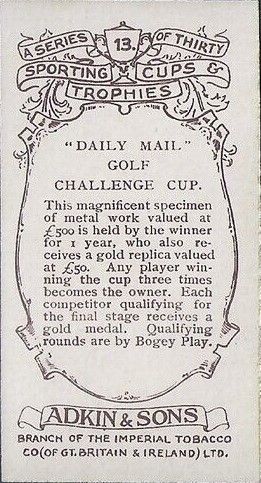 A SERIES 13. OF THIRTY
SPORTING CUPS &
TROPHIES
"DAILY MAIL"
GOLF
CHALLENGE CUP.
This magnificent specimen
of metal work valued at
£500 is held by the winner
for 1 year, who also re-
ceives a gold replica valued
at £50. Any player win-
ning the cup three times
becomes the owner. Each
competitor qualifying for
the final stage receives a
gold medal. Qualifying
rounds are by Bogey Play.
ADKIN & SONS
BRANCH OF THE IMPERIAL TOBACCO
CO (OF GT. BRITAIN & IRELAND) LTD.